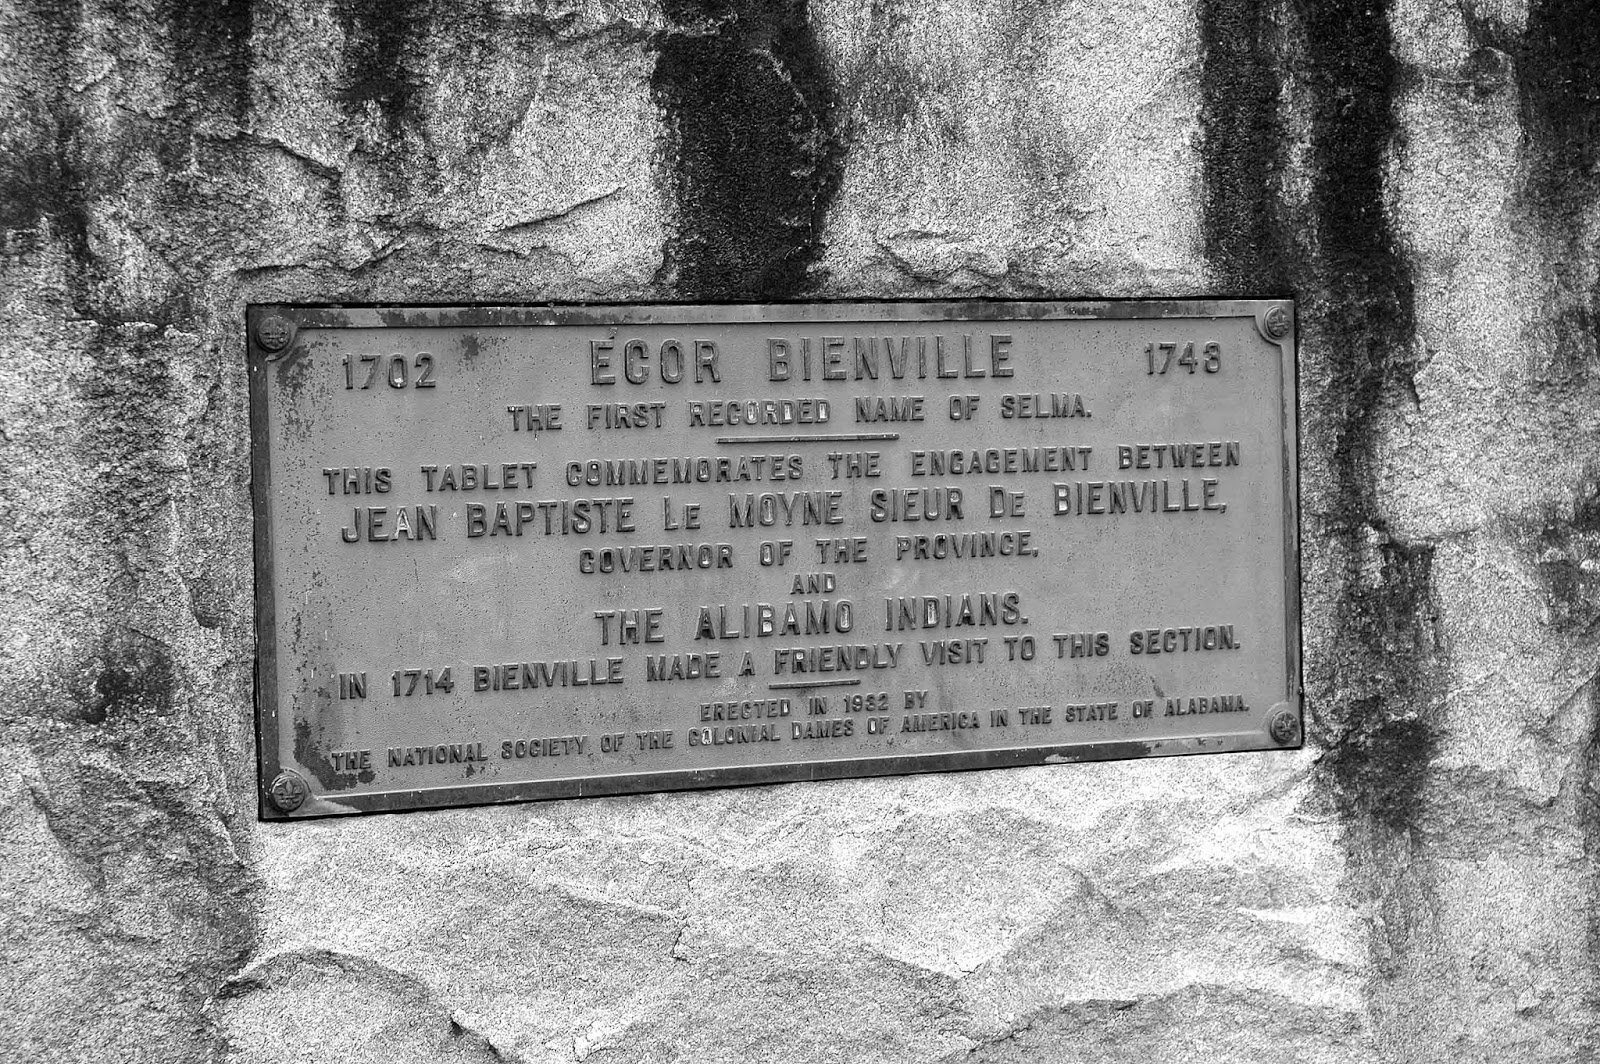 1702 ÉCOR BIENVILLE 1743
THE FIRST RECORDED NAME OF SELMA.
THIS TABLET COMMEMORATES THE ENGAGEMENT BETWEEN
JEAN BAPTISTE LE MOYNE SIEUR DE BIENVILLE,
GOVERNOR OF THE PROVINCE,
AND
THE ALIBAMO INDIANS.
IN 1714 BIENVILLE MADE A FRIENDLY VISIT TO THIS SECTION.
ERECTED IN 1932 BY
THE NATIONAL SOCIETY OF THE COLONIAL DAMES OF AMERICA IN THE STATE OF ALABAMA.